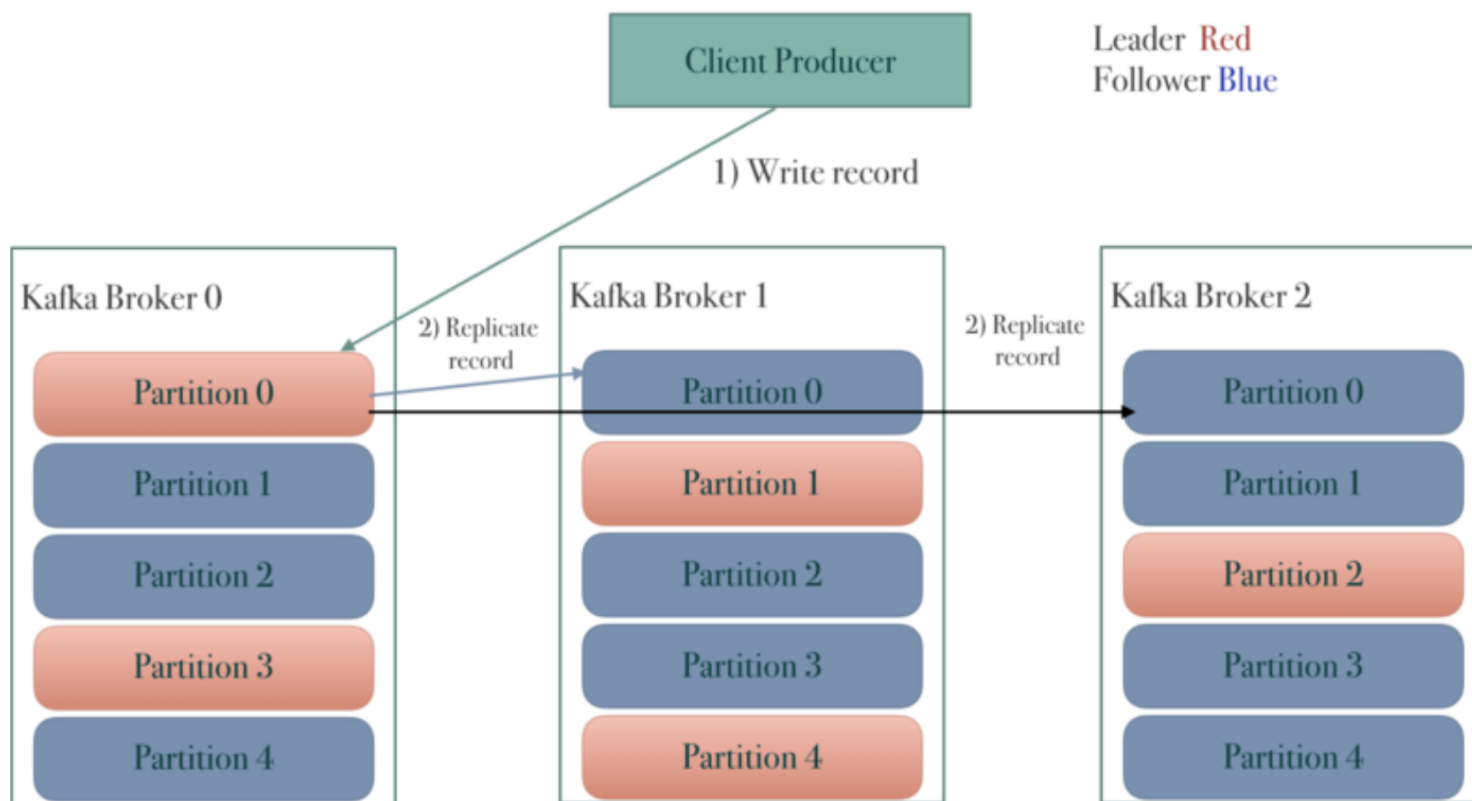 Client Producer
Leader Red
Follower Blue
1) Write record
Kafka Broker 0
2) Replicate
record
Partition 0
Partition 1
Partition 2
Partition 3
Partition 4
Kafka Broker 1
2) Replicate
record
Partition 0
Partition 1
Partition 2
Partition 3
Partition 4
Kafka Broker 2
Partition 0
Partition 1
Partition 2
Partition 3
Partition 4